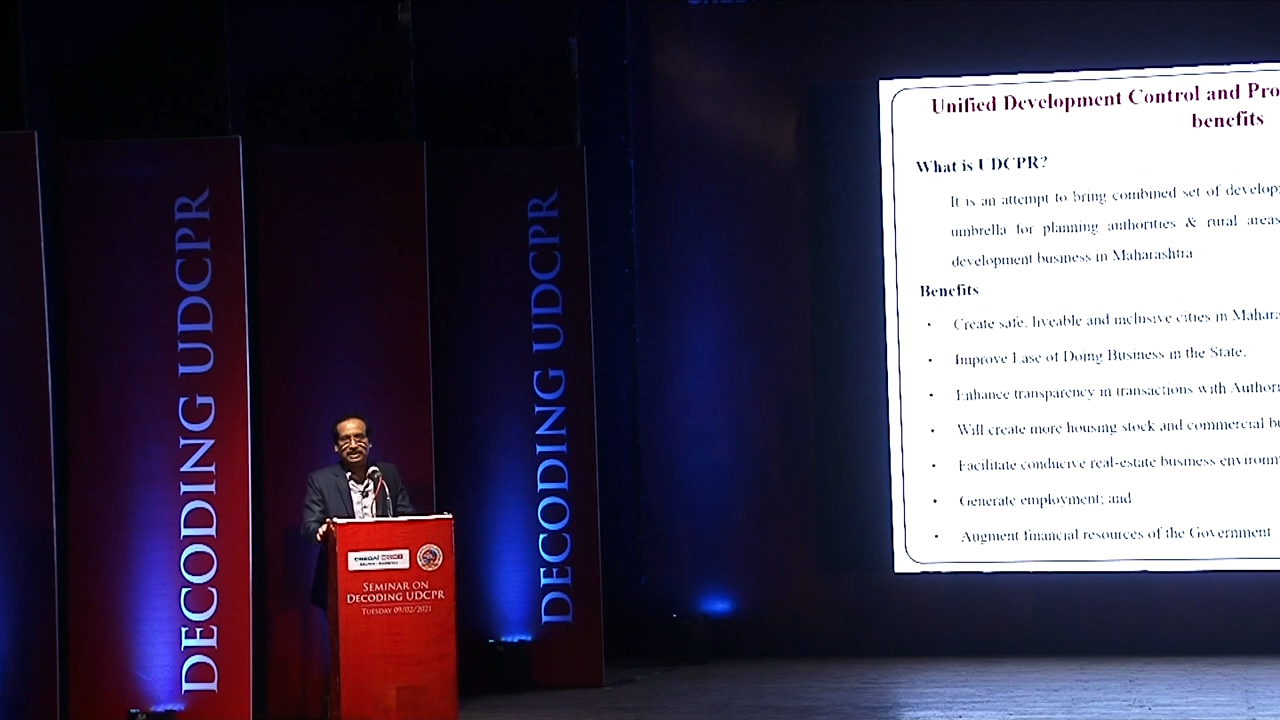 DECODING UDCPR
DECODING UDCPR
CREDAI MCHI
SEMINAR ON
DECODING UDCPR
TUESDAY 09/02/2021
Unified Development Control and Pro
benefits
What is UDCPR?
It is an attempt to bring combined set of develop
umbrella for planning authorities & rural areas
development business in Maharashtra
Benefits
• Create safe, liveable and inclusive cities in Mahara
• Improve Ease of Doing Business in the State.
• Enhance transparency in transactions with Authori
• Will create more housing stock and commercial bu
• Facilitate conducive real-estate business environm
• Generate employment; and
• Augment financial resources of the Government